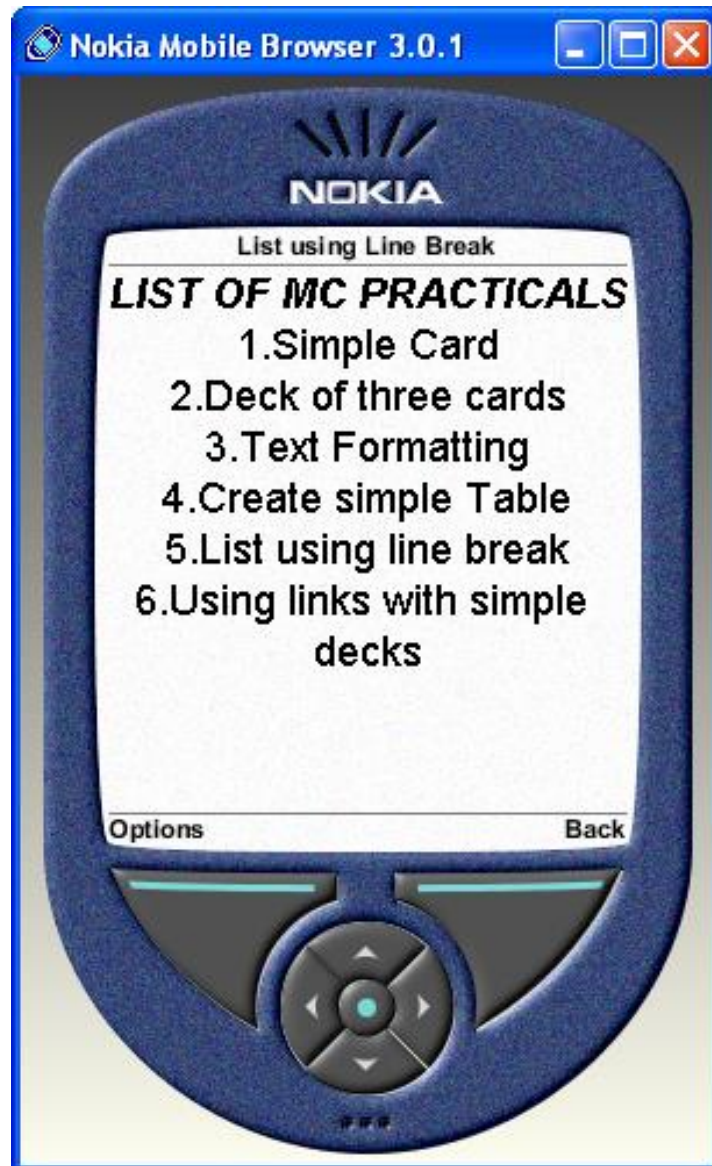 Nokia Mobile Browser 3.0.1
NOKIA
List using Line Break
LIST OF MC PRACTICALS
1.Simple Card
2.Deck of three cards
3.Text Formatting
4.Create simple Table
5.List using line break
6.Using links with simple
decks
Options Back